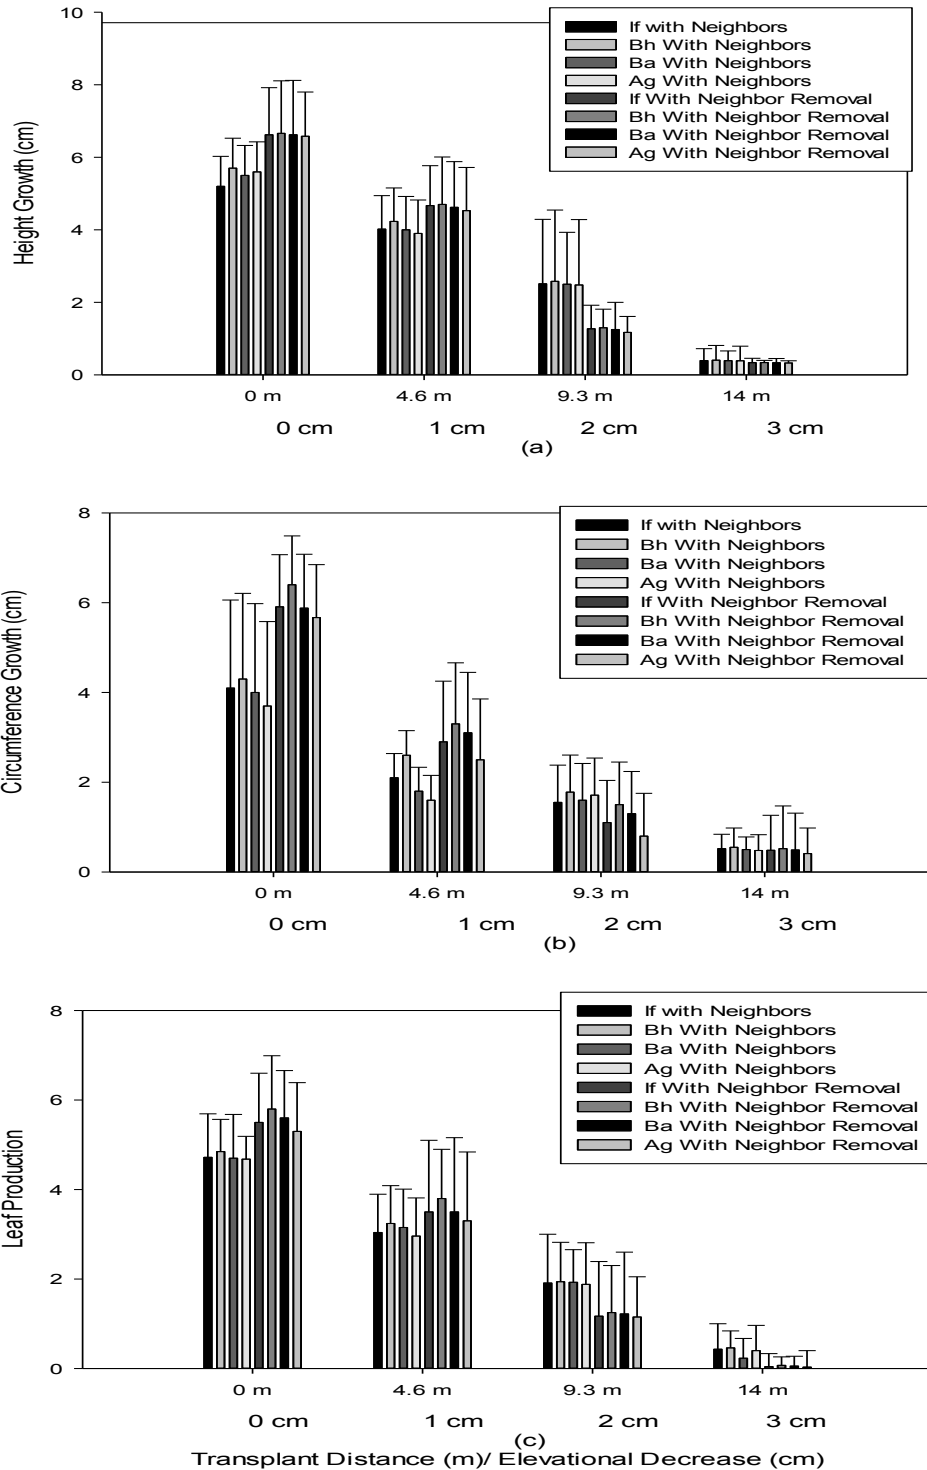 10
8
6
4
2
0
Height Growth (cm)
If with Neighbors
Bh With Neighbors
Ba With Neighbors
Ag With Neighbors
If With Neighbor Removal
Bh With Neighbor Removal
Ba With Neighbor Removal
Ag With Neighbor Removal
0 m 4.6 m 9.3 m 14 m
0 cm 1 cm 2 cm 3 cm
(a)
8
6
4
2
0
Circumference Growth (cm)
If with Neighbors
Bh With Neighbors
Ba With Neighbors
Ag With Neighbors
If With Neighbor Removal
Bh With Neighbor Removal
Ba With Neighbor Removal
Ag With Neighbor Removal
0 m 4.6 m 9.3 m 14 m
0 cm 1 cm 2 cm 3 cm
(b)
8
6
4
2
0
Leaf Production
If with Neighbors
Bh With Neighbors
Ba With Neighbors
Ag With Neighbors
If With Neighbor Removal
Bh With Neighbor Removal
Ba With Neighbor Removal
Ag With Neighbor Removal
0 m 4.6 m 9.3 m 14 m
0 cm 1 cm 2 cm 3 cm
(c)
Transplant Distance (m)/ Elevational Decrease (cm)